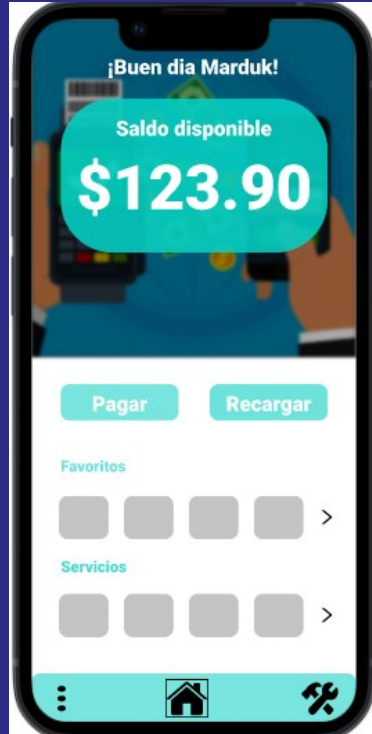 ¡Buen dia Marduk!
Saldo disponible
$123.90
Pagar
Recargar
Favoritos
Servicios